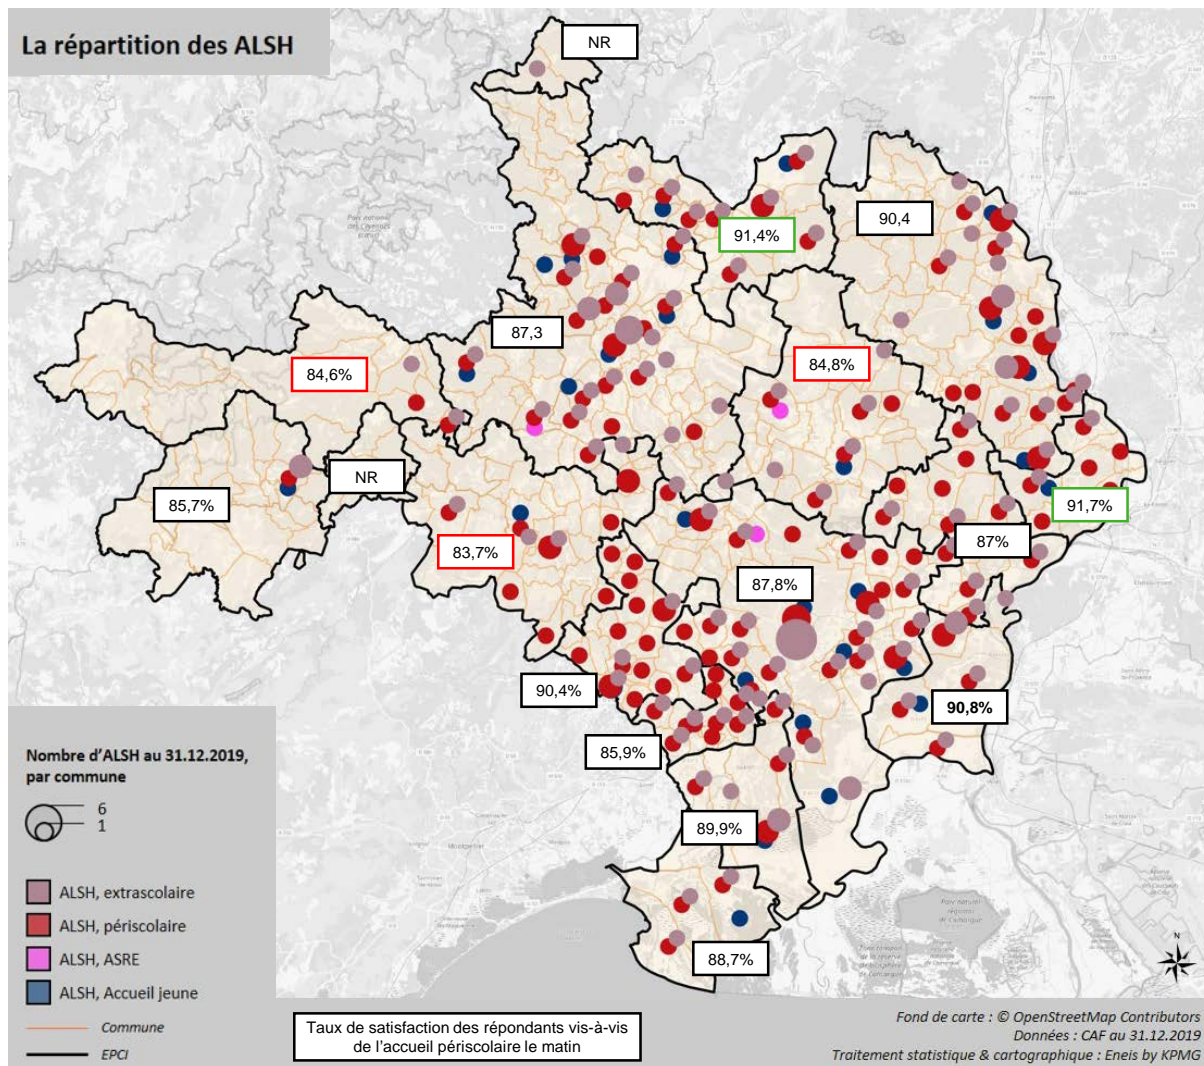 La répartition des ALSH
NR
90,4
91,4%
87,3
84,6%
84,8%
NR
85,7%
91,7%
83,7%
87%
87,8%
90,4%
90,8%
85,9%
89,9%
88,7%
Nombre d'ALSH au 31.12.2019,
par commune
6
1
ALSH, extrascolaire
ALSH, périscolaire
ALSH, ASRE
ALSH, Accueil jeune
Commune
EPCI
Taux de satisfaction des répondants vis-à-vis
de l'accueil périscolaire le matin
N
Fond de carte : © OpenStreetMap Contributors
Données : CAF au 31.12.2019
Traitement statistique & cartographique : Eneis by KPMG
Montpellier